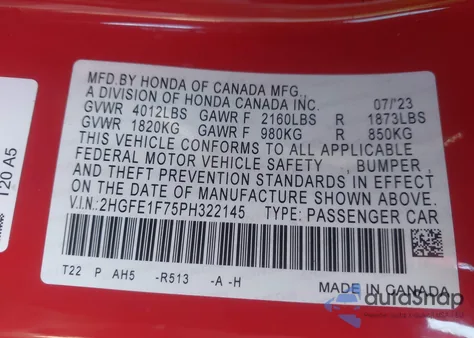 MFD.BY HONDA OF CANADA MFG.,
A DIVISION OF HONDA CANADA INC. 07/'23
GVWR 4012LBS GAWR F 2160LBS R 1873LBS
GVWR 1820KG GAWR F 980KG R 850KG
THIS VEHICLE CONFORMS TO ALL APPLICABLE
FEDERAL MOTOR VEHICLE SAFETY , BUMPER,
AND THEFT PREVENTION STANDARDS IN EFFECT
ON THE DATE OF MANUFACTURE SHOWN ABOVE.
V.I.N.:2HGFE1F75PH322145 TYPE: PASSENGER CAR
T22 P AH5 -R513 -A -H
MADE IN CANADA
120 A5
autoSnap